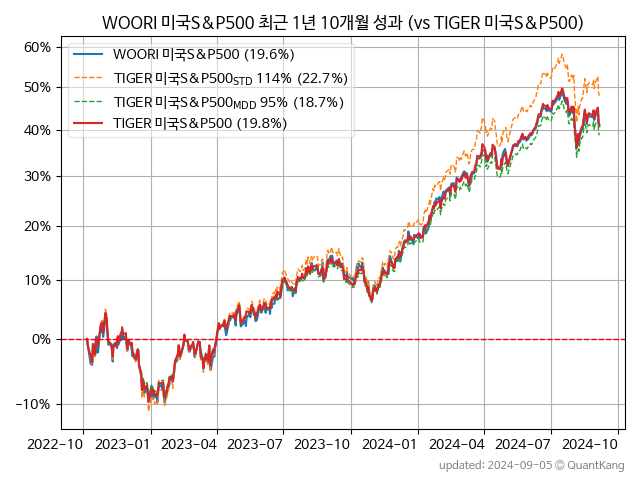 WOORI 미국S&P500 최근 1년 10개월 성과 (vs TIGER 미국S&P500)
60%
50%
40%
30%
20%
10%
0%
−10%
WOORI 미국S&P500 (19.6%)
TIGER 미국S&P500STD 114% (22.7%)
TIGER 미국S&P500MDD 95% (18.7%)
TIGER 미국S&P500 (19.8%)
2022-10 2023-01 2023-04 2023-07 2023-10 2024-01 2024-04 2024-07 2024-10
updated: 2024-09-05 © QuantKang